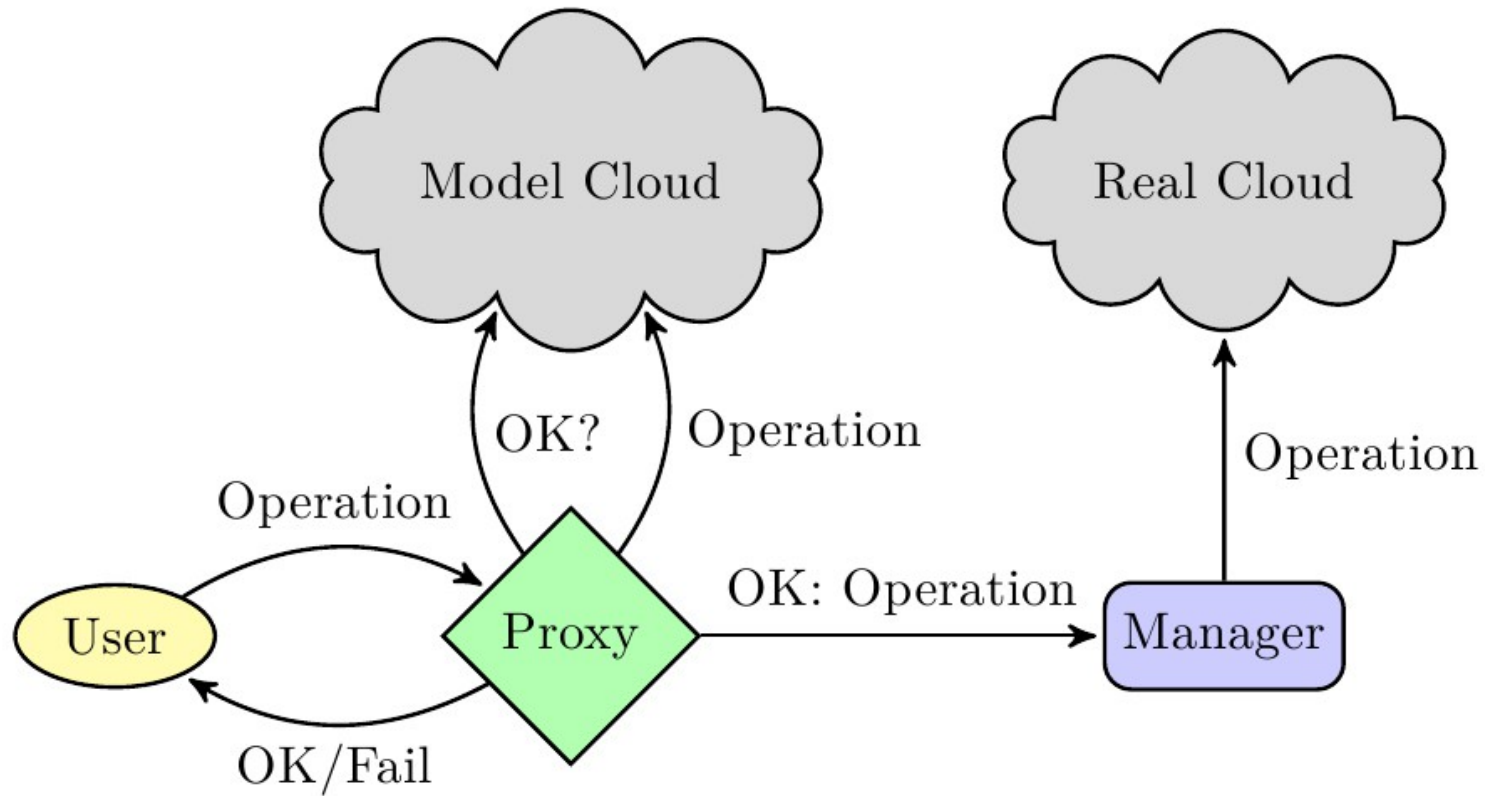 Model Cloud
Real Cloud
OK?
Operation
Operation
Operation
OK: Operation
User
Proxy
Manager
OK/Fail